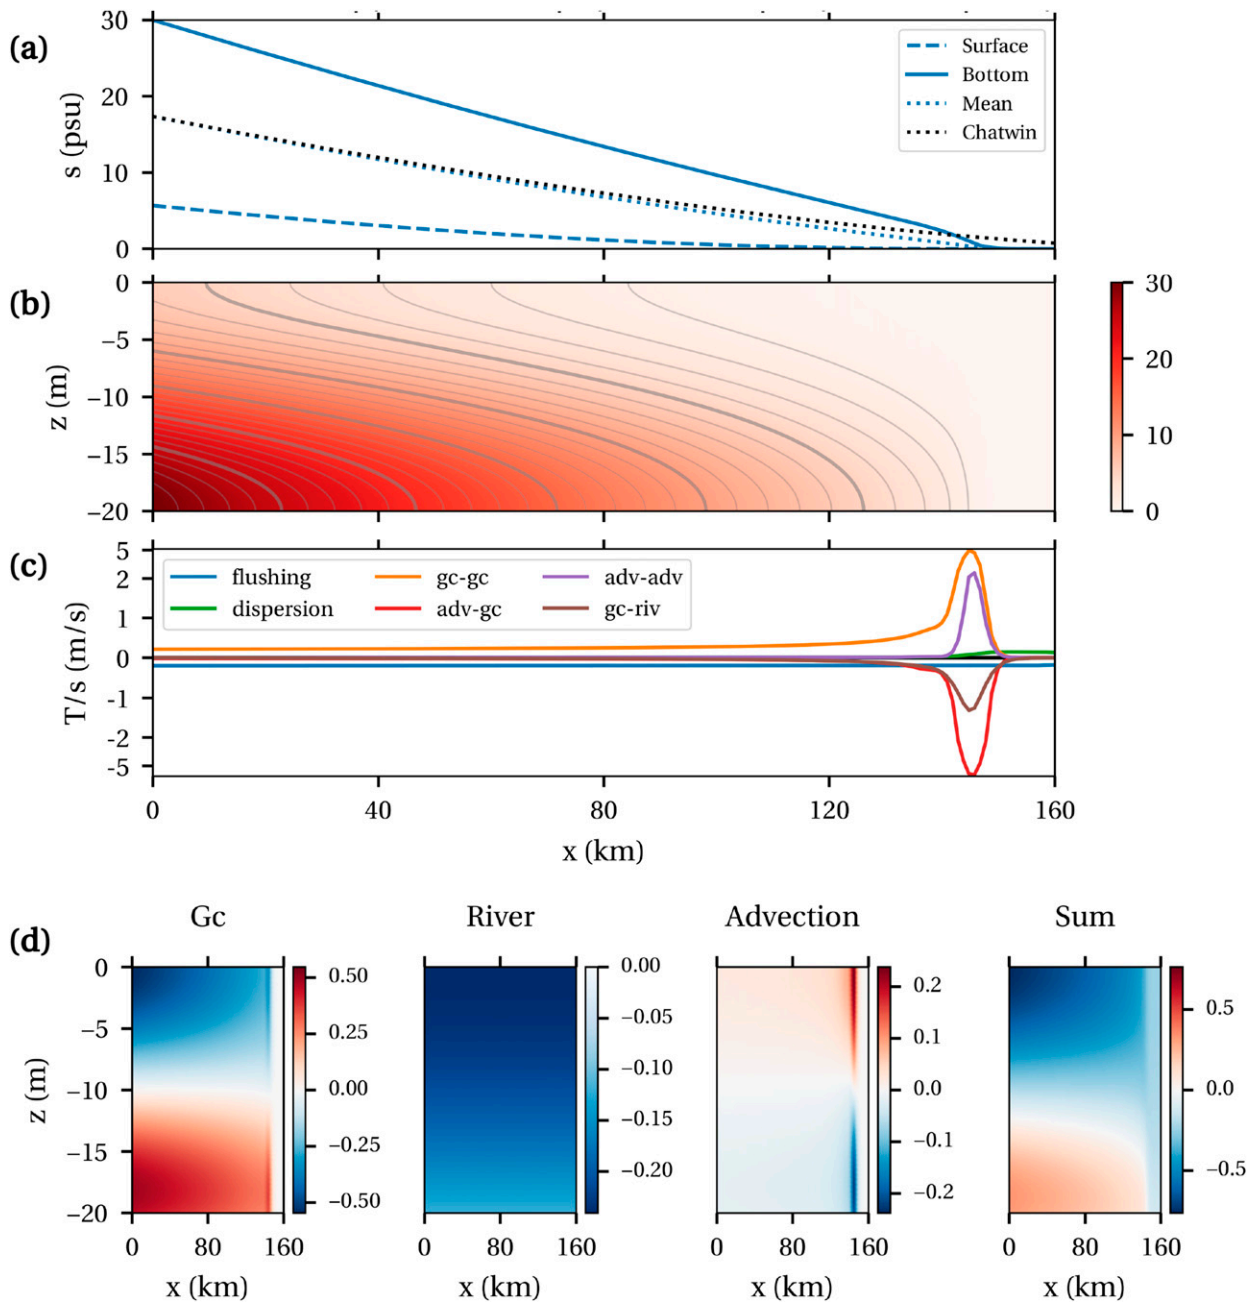 (a)
s (psu)
30
20
10
0
Surface
Bottom
Mean
Chatwin
(b)
z (m)
0
−5
−10
−15
−20
30
20
10
0
(c)
T/s (m/s)
5
2
1
0
-1
-2
-5
flushing gc-gc adv-adv
dispersion adv-gc gc-riv
0 40 80 120 160
x (km)
Gc River Advection Sum
(d)
z (m)
0
−5
−10
−15
−20
0.50
0.25
0.00
−0.25
−0.50
0.00
−0.05
−0.10
−0.15
−0.20
0.2
0.1
0.0
−0.1
−0.2
0.5
0.0
−0.5
0 80 160 0 80 160 0 80 160 0 80 160
x (km) x (km) x (km) x (km)